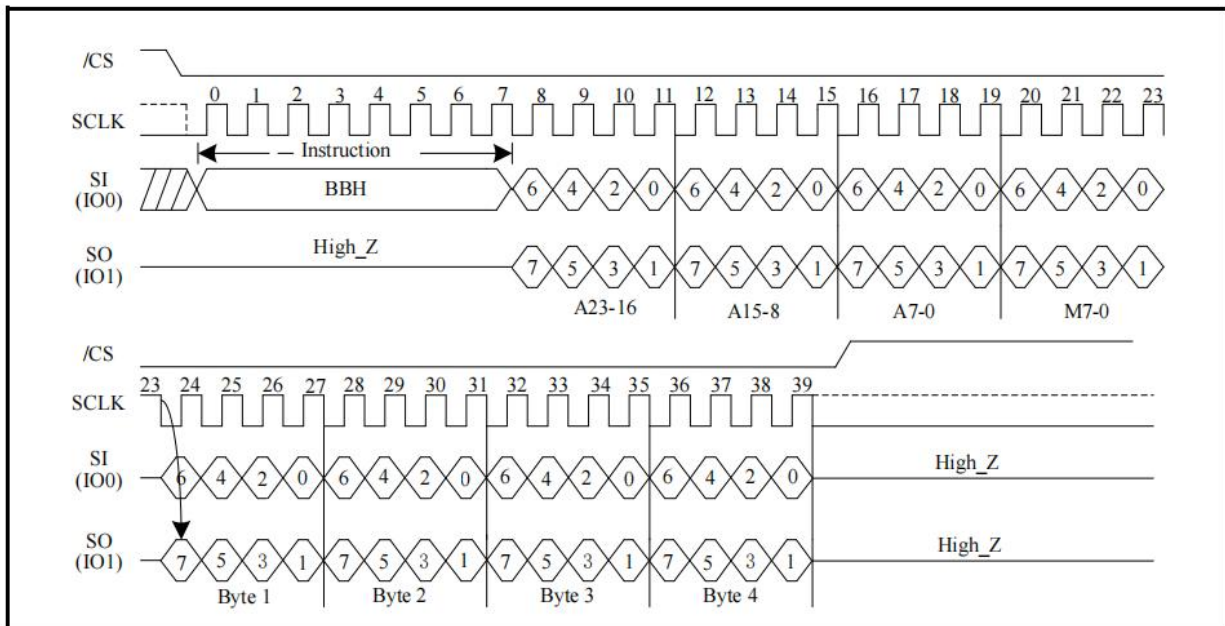 /CS
0 1 2 3 4 5 6 7 8 9 10 11 12 13 14 15 16 17 18 19 20 21 22 23
SCLK
Instruction
SI
(IO0)
BBH 6 4 2 0 6 4 2 0 6 4 2 0 6 4 2 0
SO
(IO1)
High_Z 7 5 3 1 7 5 3 1 7 5 3 1 7 5 3 1
A23-16 A15-8 A7-0 M7-0
/CS
23 24 25 26 27 28 29 30 31 32 33 34 35 36 37 38 39
SCLK
SI
(IO0)
6 4 2 0 6 4 2 0 6 4 2 0 6 4 2 0 High_Z
SO
(IO1)
7 5 3 1 7 5 3 1 7 5 3 1 7 5 3 1 High_Z
Byte 1 Byte 2 Byte 3 Byte 4